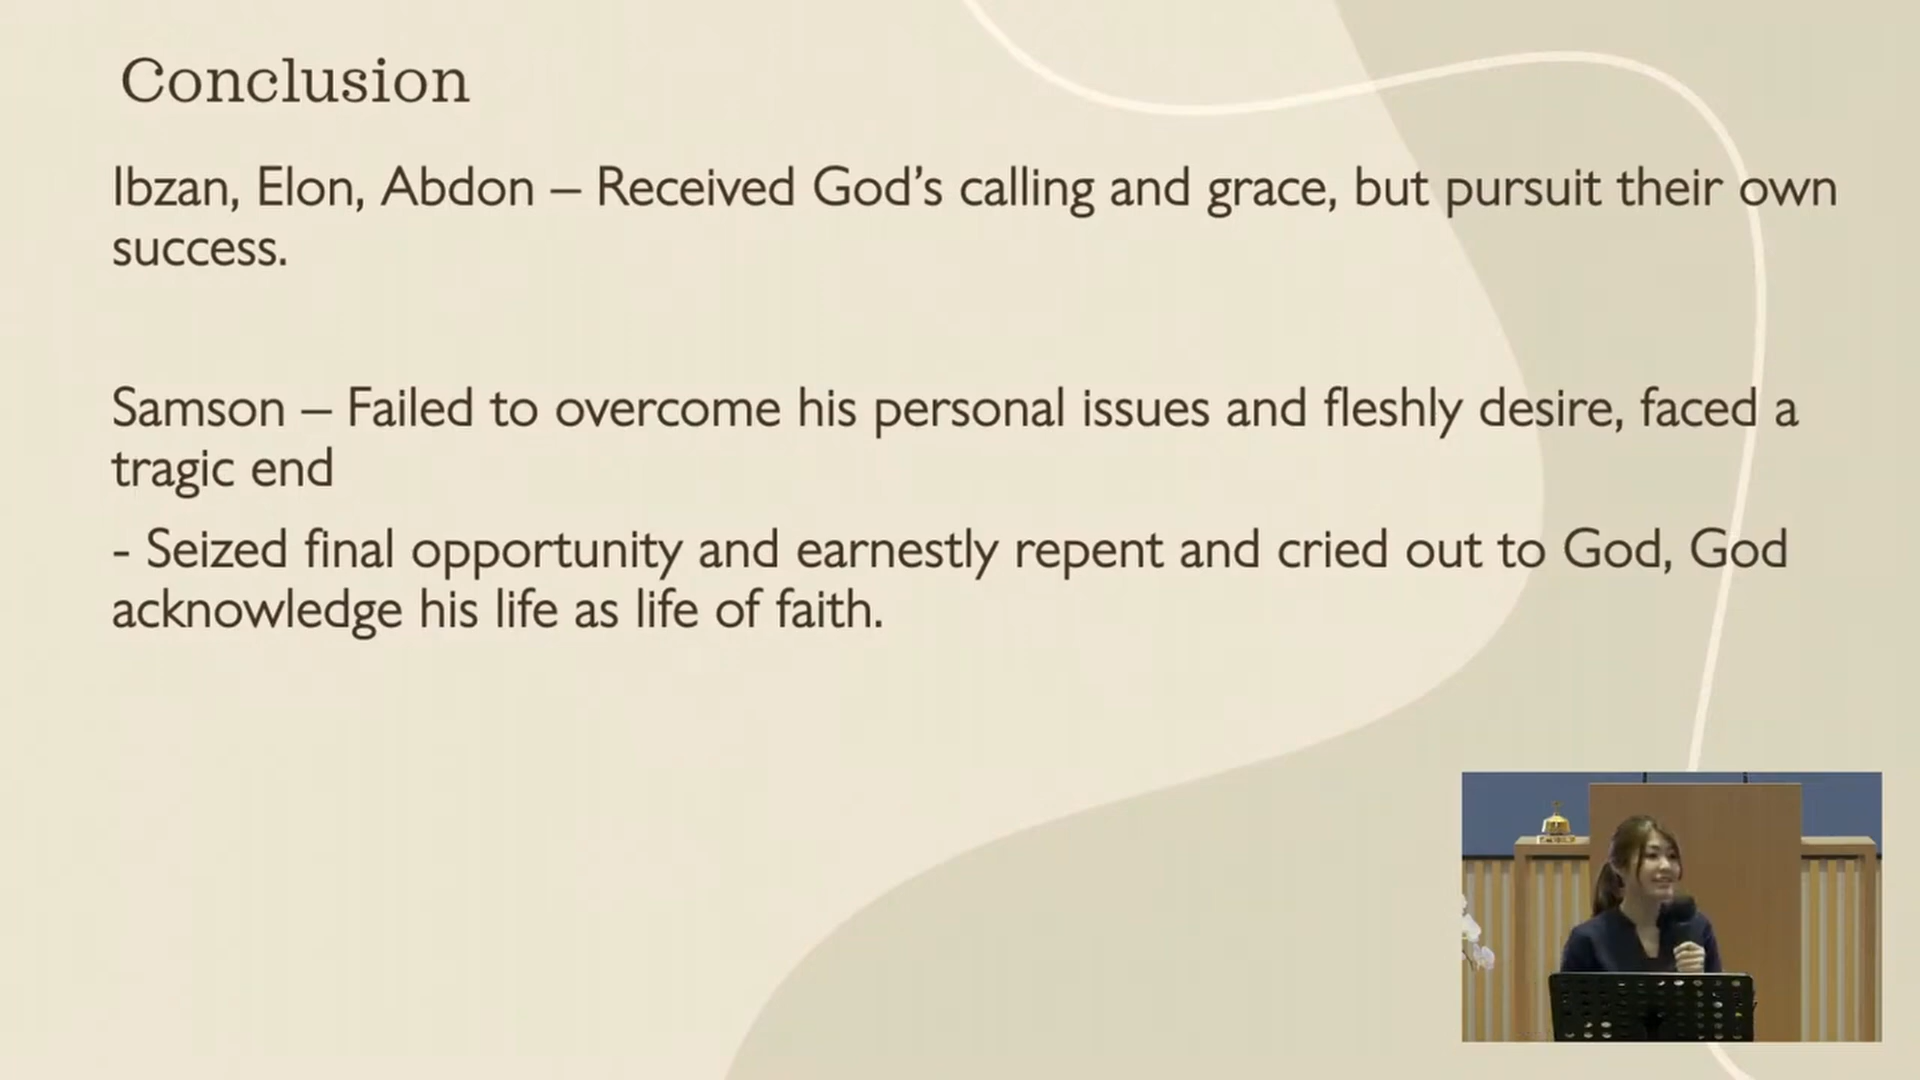 Conclusion
Ibzan, Elon, Abdon – Received God’s calling and grace, but pursuit their own
success.
Samson – Failed to overcome his personal issues and fleshly desire, faced a
tragic end
- Seized final opportunity and earnestly repent and cried out to God, God
acknowledge his life as life of faith.